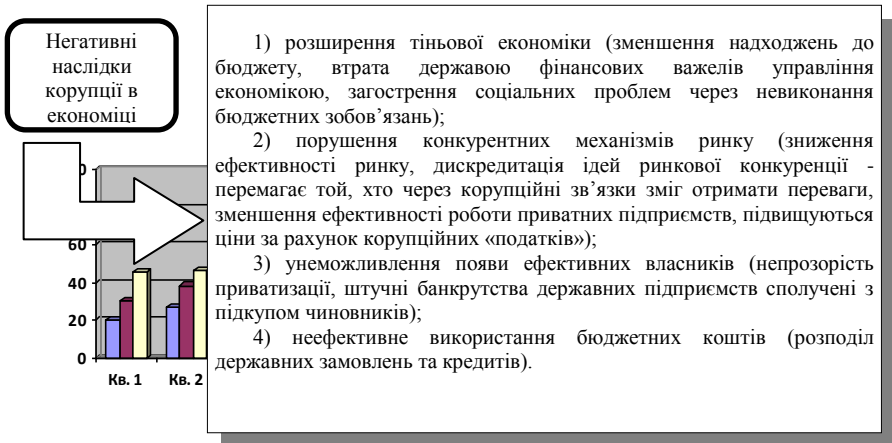 Негативні
наслідки
корупції в
економіці
1) розширення тіньової економіки (зменшення надходжень до
бюджету, втрата державою фінансових важелів управління
економікою, загострення соціальних проблем через невиконання
бюджетних зобов’язань);
2) порушення конкурентних механізмів ринку (зниження
ефективності ринку, дискредитація ідей ринкової конкуренції -
перемагає той, хто через корупційні зв’язки зміг отримати переваги,
зменшення ефективності роботи приватних підприємств, підвищуються
ціни за рахунок корупційних «податків»);
3) унеможливлення появи ефективних власників (непрозорість
приватизації, штучні банкрутства державних підприємств сполучені з
підкупом чиновників);
4) неефективне використання бюджетних коштів (розподіл
державних замовлень та кредитів).
60
40
20
0
Кв. 1 Кв. 2